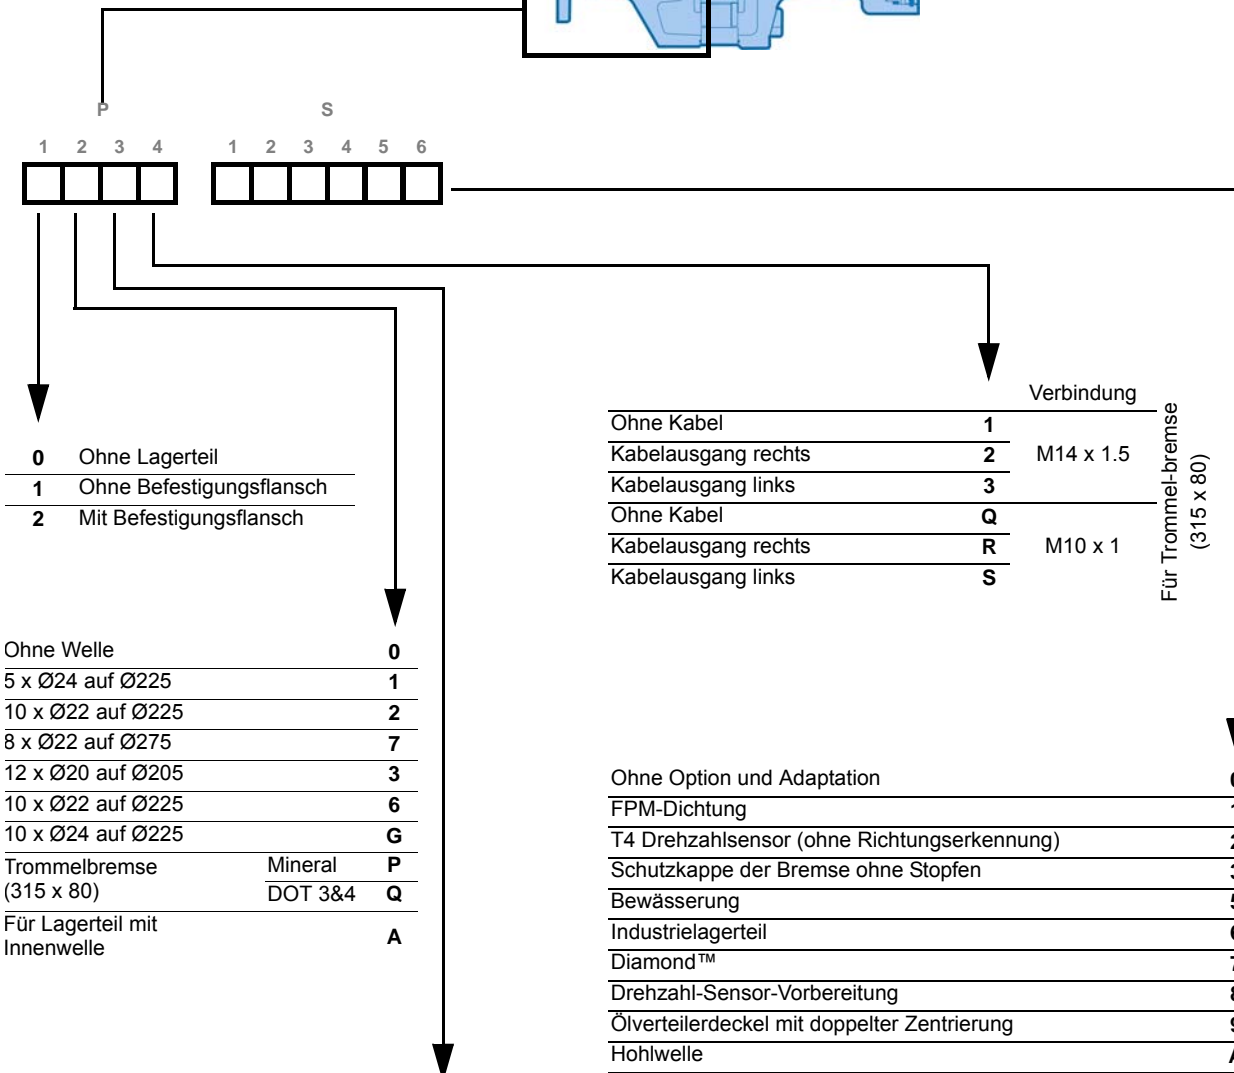 P S
1 2 3 4 1 2 3 4 5 6
0 Ohne Lagerteil
1 Ohne Befestigungsflansch
2 Mit Befestigungsflansch
Verbindung
Ohne Kabel 1
Kabelausgang rechts 2 M14 x 1.5
Kabelausgang links 3
Ohne Kabel Q
Kabelausgang rechts R M10 x 1
Kabelausgang links S
Für Trommel-bremse
(315 x 80)
Ohne Welle 0
5 x Ø24 auf Ø225 1
10 x Ø22 auf Ø225 2
8 x Ø22 auf Ø275 7
12 x Ø20 auf Ø205 3
10 x Ø22 auf Ø225 6
10 x Ø24 auf Ø225 G
Trommelbremse Mineral P
(315 x 80) DOT 3&4 Q
Für Lagerteil mit
Innenwelle A
Ohne Option und Adaptation
FPM-Dichtung
T4 Drehzahlsensor (ohne Richtungserkennung)
Schutzkappe der Bremse ohne Stopfen
Bewässerung
Industrielagerteil
Diamond™
Drehzahl-Sensor-Vorbereitung
Ölverteilerdeckel mit doppelter Zentrierung
Hohlwelle